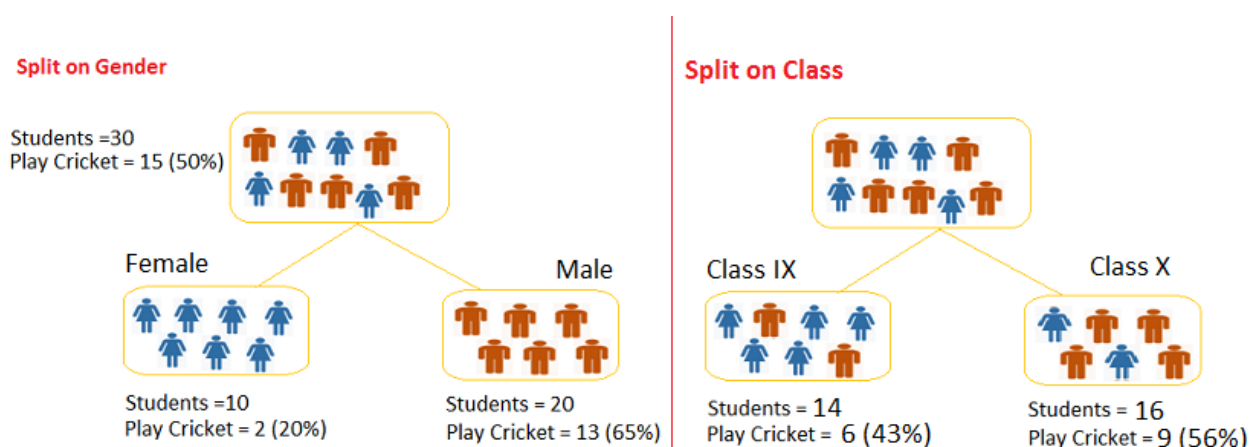 Split on Gender
Students =30
Play Cricket = 15 (50%)
Female
Male
Students =10
Play Cricket = 2 (20%)
Students = 20
Play Cricket = 13 (65%)
Split on Class
Class IX
Class X
Students = 14
Play Cricket = 6 (43%)
Students = 16
Play Cricket = 9 (56%)